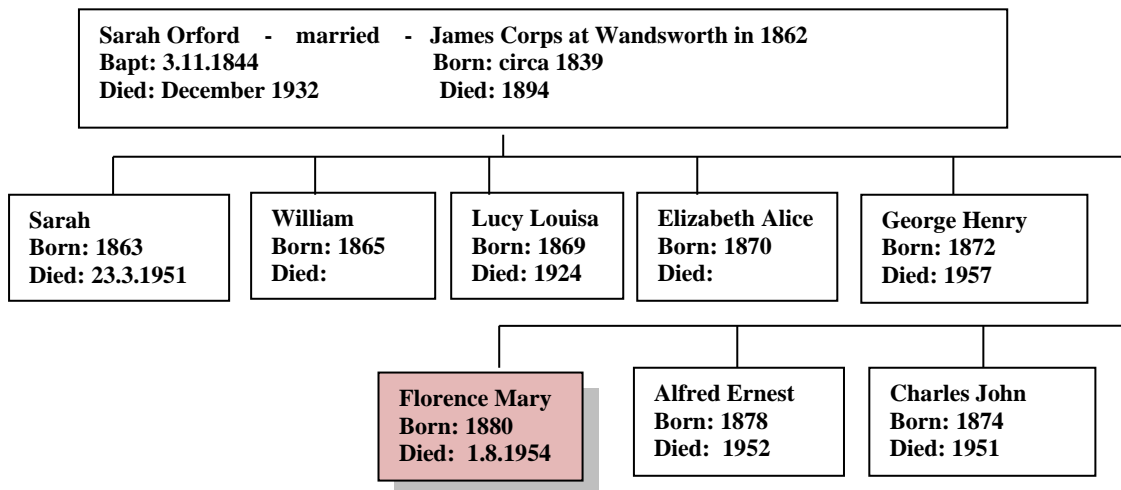 Sarah Orford - married - James Corps at Wandsworth in 1862
Bapt: 3.11.1844 Born: circa 1839
Died: December 1932 Died: 1894
Sarah
Born: 1863
Died: 23.3.1951
William
Born: 1865
Died:
Lucy Louisa
Born: 1869
Died: 1924
Elizabeth Alice
Born: 1870
Died:
George Henry
Born: 1872
Died: 1957
Florence Mary
Born: 1880
Died: 1.8.1954
Alfred Ernest
Born: 1878
Died: 1952
Charles John
Born: 1874
Died: 1951